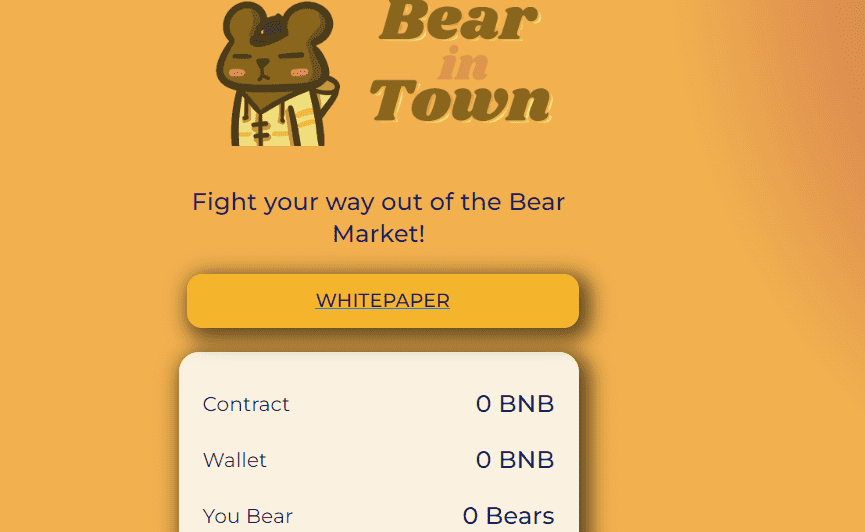 Bear
in
Town
Fight your way out of the Bear
Market!
WHITEPAPER
Contract 0 BNB
Wallet 0 BNB
You Bear 0 Bears